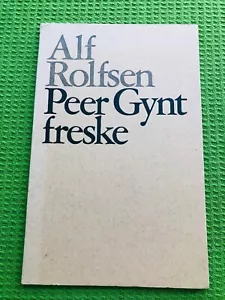 Alf
Rolfsen
Peer Gynt
freske